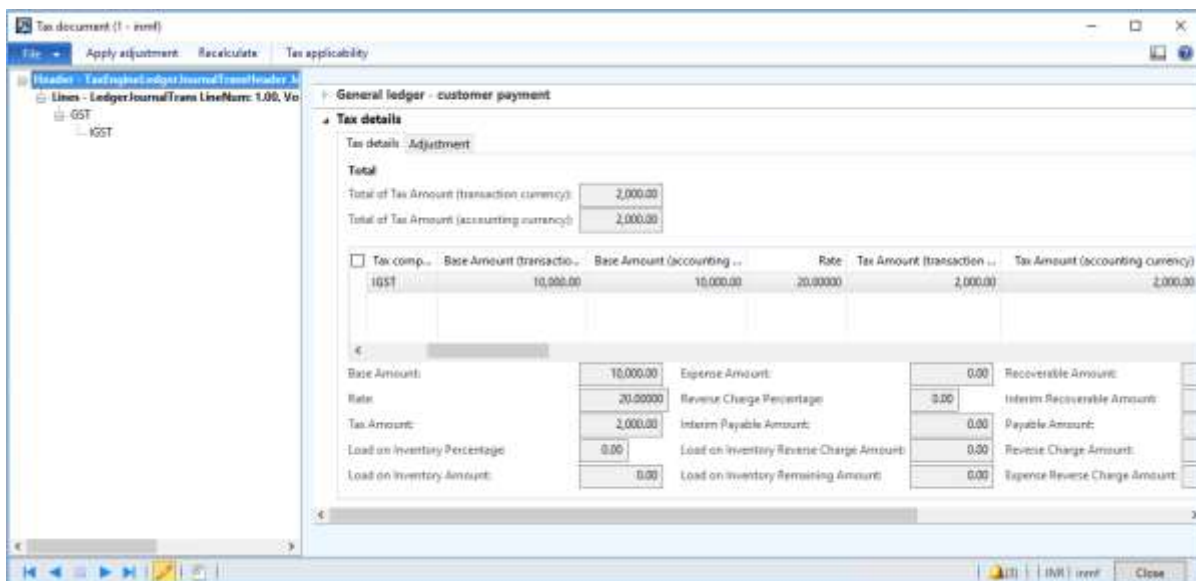 Tax document (1 - inmf)
File Apply adjustment Recalculate Tax applicability
Header - TaxEngineLedgerJournalTransHeader
Lines - LedgerJournalTrans LineNum: 1.00, Vo
GST
IGST
General ledger - customer payment
Tax details
Tax details Adjustment
Total
Total of Tax Amount (transaction currency): 2,000.00
Total of Tax Amount (accounting currency): 2,000.00
Tax comp... Base Amount (transactio... Base Amount (accounting ... Rate Tax Amount (transaction ... Tax Amount (accounting currency)
IGST 10,000.00 10,000.00 20.00000 2,000.00 2,000.00
Base Amount: 10,000.00 Expense Amount: 0.00 Recoverable Amount:
Rate: 20.00000 Reverse Charge Percentage: 0.00 Interim Recoverable Amount:
Tax Amount: 2,000.00 Interim Payable Amount: 0.00 Payable Amount:
Load on Inventory Percentage: 0.00 Load on Inventory Reverse Charge Amount: 0.00 Reverse Charge Amount:
Load on Inventory Amount: 0.00 Load on Inventory Remaining Amount: 0.00 Expense Reverse Charge Amount:
(3) INR inmf Close